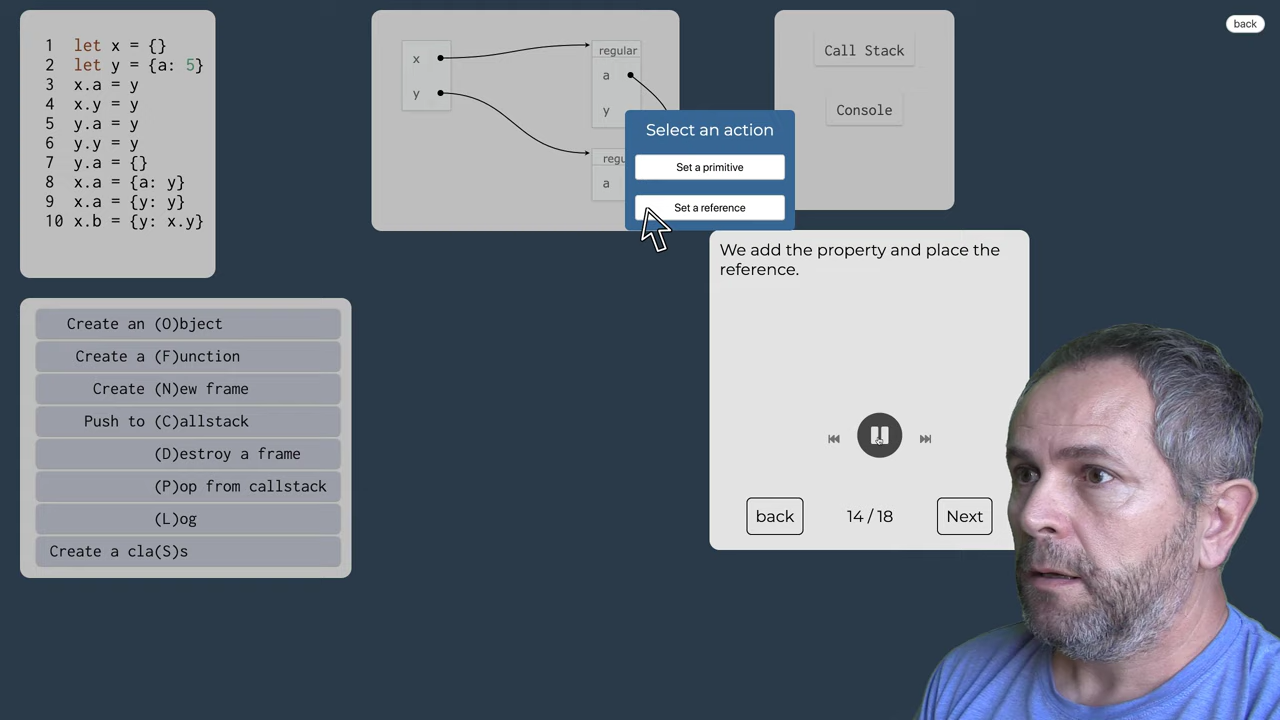 back
1 let x = {}
2 let y = {a: 5}
3 x.a = y
4 x.y = y
5 y.a = y
6 y.y = y
7 y.a = {}
8 x.a = {a: y}
9 x.a = {y: y}
10 x.b = {y: x.y}
x
y
regular
a
y
regu
a
Select an action
Set a primitive
Set a reference
Call Stack
Console
We add the property and place the
reference.
back
14 / 18
Next
Create an (O)bject
Create a (F)unction
Create (N)ew frame
Push to (C)allstack
(D)estroy a frame
(P)op from callstack
(L)og
Create a cla(S)s